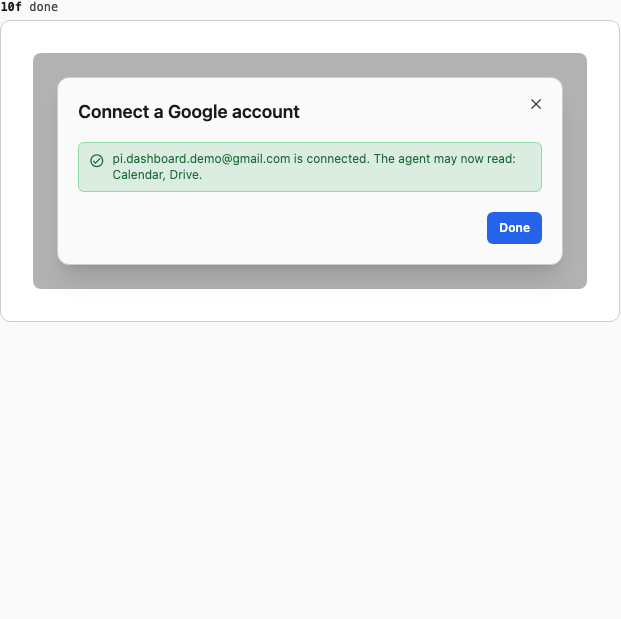 10f done
Connect a Google account
pi.dashboard.demo@gmail.com is connected. The agent may now read:
Calendar, Drive.
Done